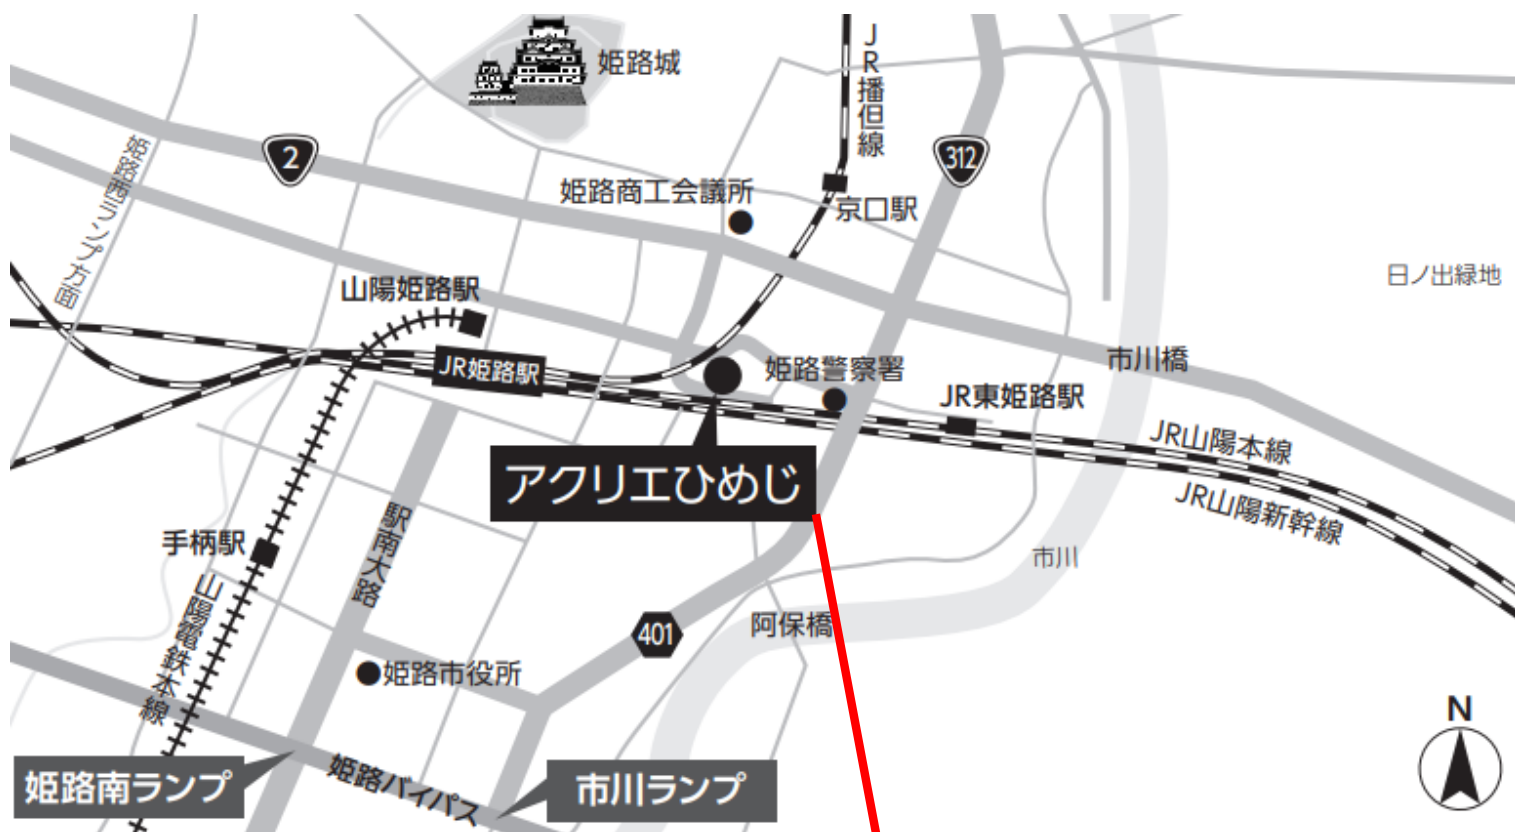 姫路城
JR播但線
2
312
姫路西ランプ方面
姫路商工会議所
京口駅
日ノ出緑地
山陽姫路駅
JR姫路駅
姫路警察署
市川橋
JR東姫路駅
JR山陽本線
アクリエひめじ
JR山陽新幹線
駅南大路
手柄駅
市川
山陽電鉄本線
401
阿保橋
姫路市役所
N
姫路南ランプ
姫路バイパス
市川ランプ